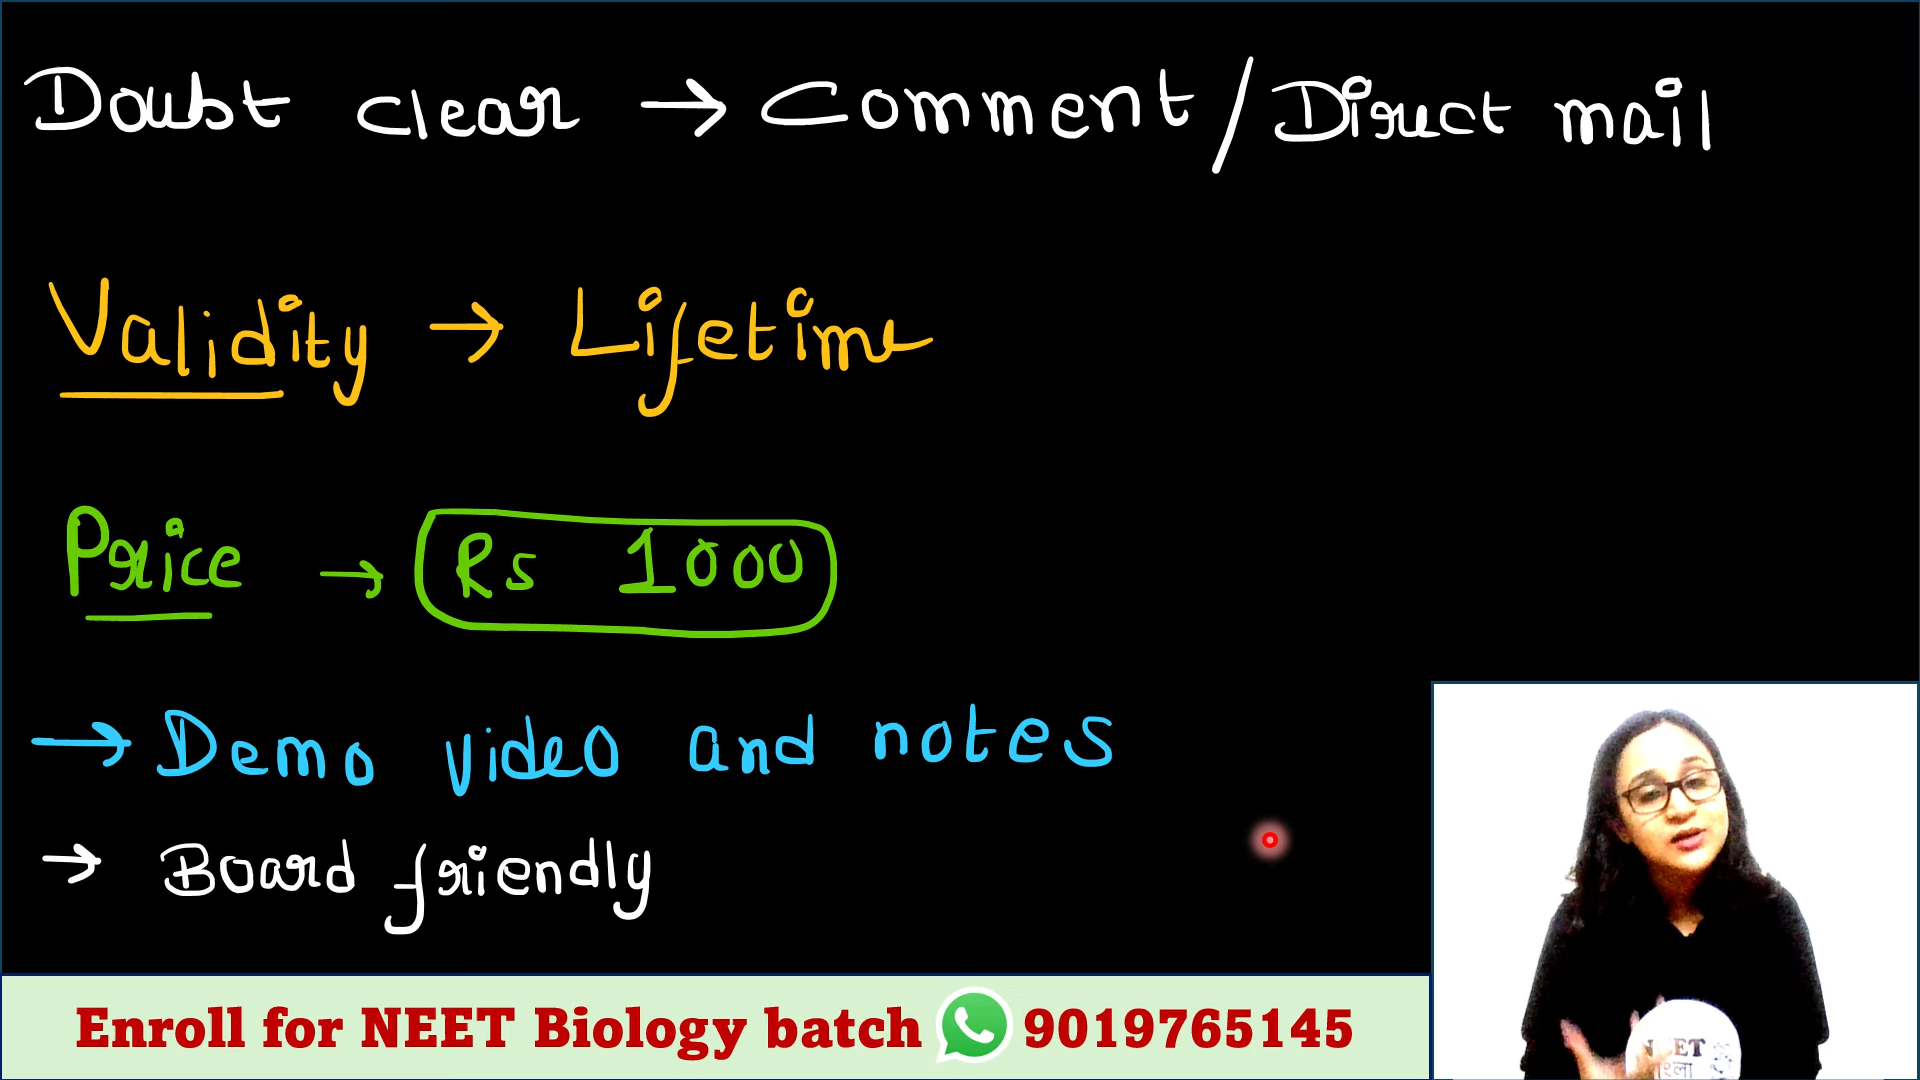 Doubt clear → Comment / Direct mail
Validity → Lifetime
Price → Rs 1000
→ Demo video and notes
→ Board friendly
Enroll for NEET Biology batch 9019765145
NEET
বাংলা